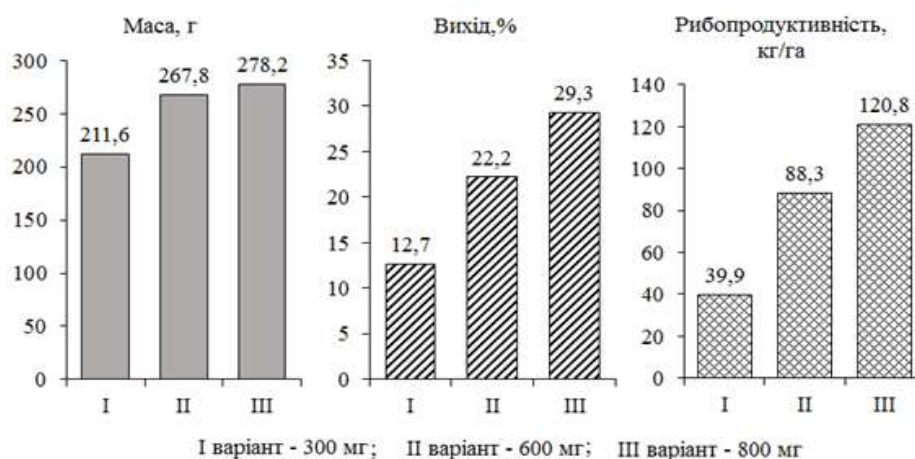 Маса, г
300
250
200
150
100
50
0
211,6
267,8
278,2
I
II
III
Вихід,%
35
30
25
20
15
10
5
0
12,7
22,2
29,3
I
II
III
Рибопродуктивність,
кг/га
140
120
100
80
60
40
20
0
39,9
88,3
120,8
I
II
III
I варіант - 300 мг; II варіант - 600 мг; III варіант - 800 мг